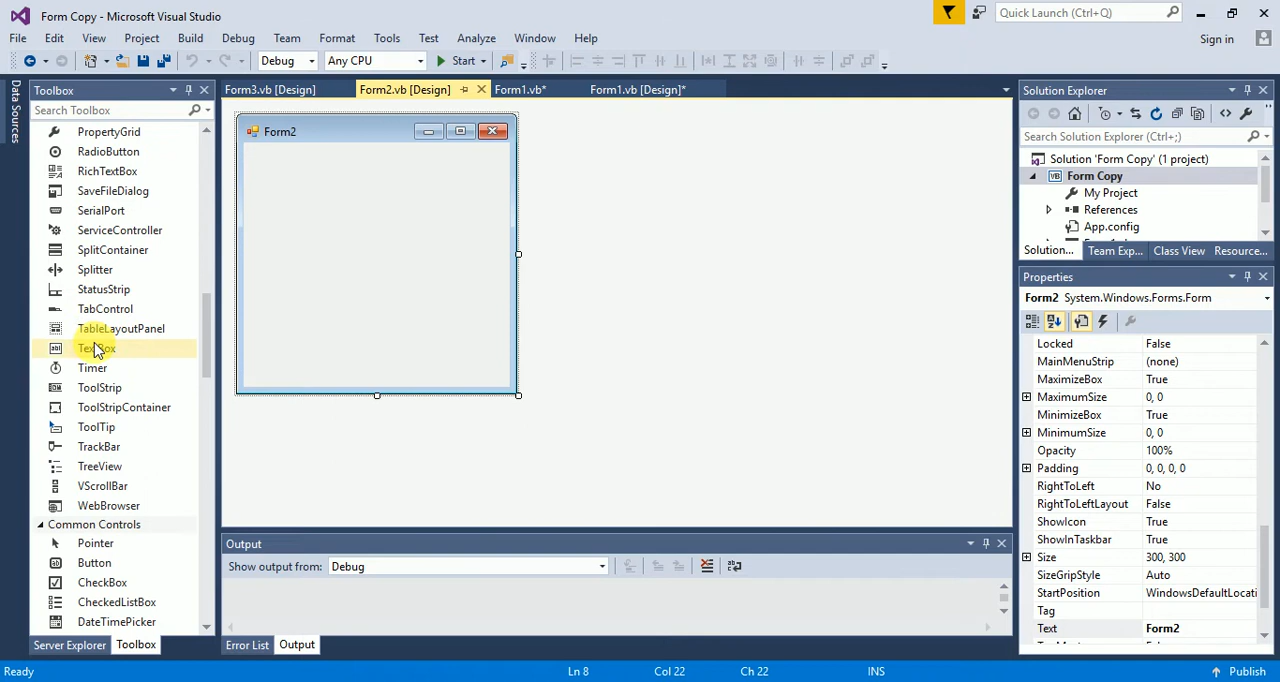 Form Copy - Microsoft Visual Studio
Quick Launch (Ctrl+Q)
File Edit View Project Build Debug Team Format Tools Test Analyze Window Help
Sign in
Debug Any CPU Start
Data Sources
Toolbox
Search Toolbox
PropertyGrid
RadioButton
RichTextBox
SaveFileDialog
SerialPort
ServiceController
SplitContainer
Splitter
StatusStrip
TabControl
TableLayoutPanel
TextBox
Timer
ToolStrip
ToolStripContainer
ToolTip
TrackBar
TreeView
VScrollBar
WebBrowser
Common Controls
Pointer
Button
CheckBox
CheckedListBox
DateTimePicker
Server Explorer Toolbox
Form3.vb [Design] Form2.vb [Design] Form1.vb* Form1.vb [Design]*
Form2
Output
Show output from: Debug
Error List Output
Solution Explorer
Search Solution Explorer (Ctrl+;)
Solution 'Form Copy' (1 project)
VB Form Copy
My Project
References
App.config
Solution... Team Exp... Class View Resource...
Properties
Form2 System.Windows.Forms.Form
Locked False
MainMenuStrip (none)
MaximizeBox True
MaximumSize 0, 0
MinimizeBox True
MinimumSize 0, 0
Opacity 100%
Padding 0, 0, 0, 0
RightToLeft No
RightToLeftLayout False
ShowIcon True
ShowInTaskbar True
Size 300, 300
SizeGripStyle Auto
StartPosition WindowsDefaultLocati
Tag
Text Form2
Ready Ln 8 Col 22 Ch 22 INS Publish